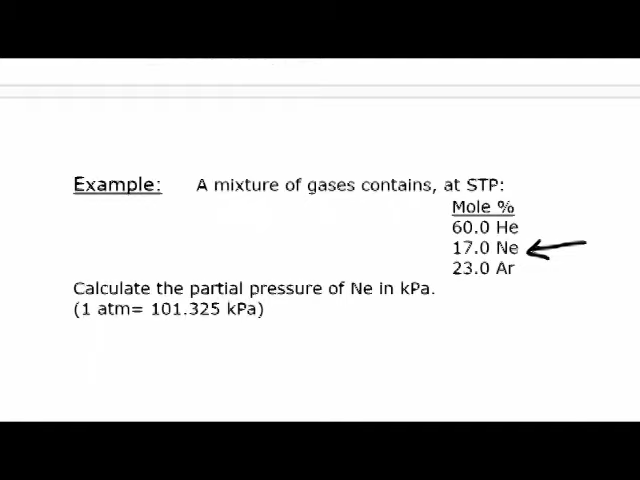 Example: A mixture of gases contains, at STP:
Mole %
60.0 He
17.0 Ne
23.0 Ar
Calculate the partial pressure of Ne in kPa.
(1 atm= 101.325 kPa)